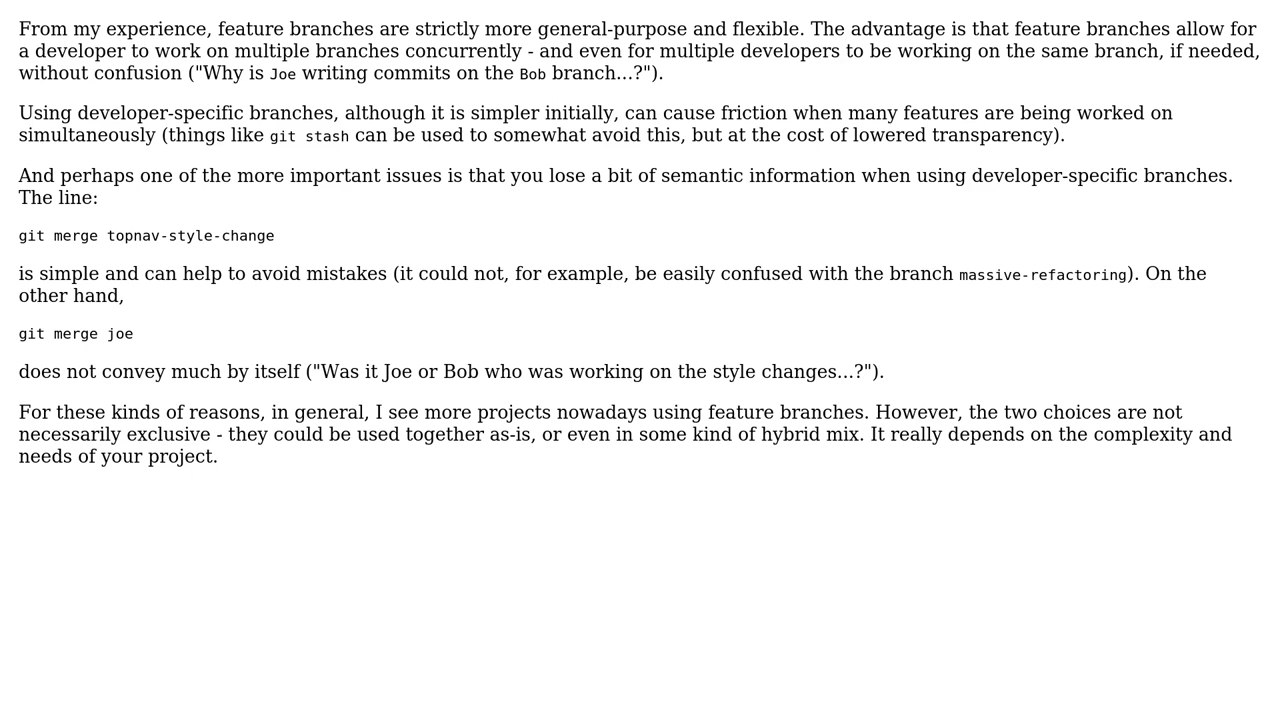 From my experience, feature branches are strictly more general-purpose and flexible. The advantage is that feature branches allow for
a developer to work on multiple branches concurrently - and even for multiple developers to be working on the same branch, if needed,
without confusion ("Why is Joe writing commits on the Bob branch...?").
Using developer-specific branches, although it is simpler initially, can cause friction when many features are being worked on
simultaneously (things like git stash can be used to somewhat avoid this, but at the cost of lowered transparency).
And perhaps one of the more important issues is that you lose a bit of semantic information when using developer-specific branches.
The line:
git merge topnav-style-change
is simple and can help to avoid mistakes (it could not, for example, be easily confused with the branch massive-refactoring). On the
other hand,
git merge joe
does not convey much by itself ("Was it Joe or Bob who was working on the style changes...?").
For these kinds of reasons, in general, I see more projects nowadays using feature branches. However, the two choices are not
necessarily exclusive - they could be used together as-is, or even in some kind of hybrid mix. It really depends on the complexity and
needs of your project.